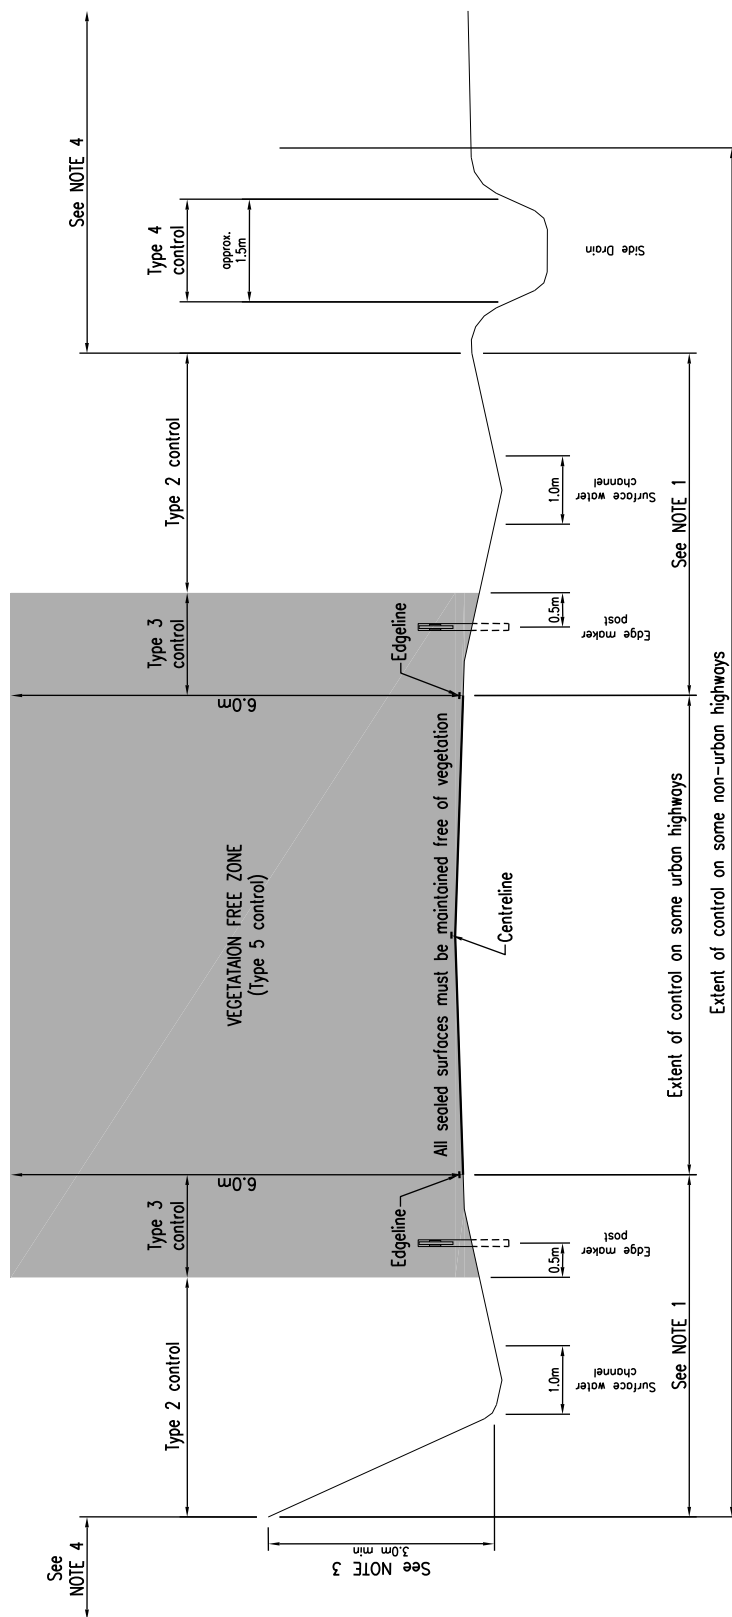 See
NOTE 4
See NOTE 4
Type 2 control
Type 3
control
Type 3
control
Type 2 control
Type 4
control
approx.
1.5m
6.0m
6.0m
VEGETATAION FREE ZONE
(Type 5 control)
See NOTE 3
3.0m min
Edgeline
All sealed surfaces must be maintained free of vegetation
Edgeline
Centreline
1.0m
Surface water
channel
0.5m
Edge maker
post
0.5m
Edge maker
post
1.0m
Surface water
channel
Side Drain
See NOTE 1
Extent of control on some urban highways
See NOTE 1
Extent of control on some non-urban highways